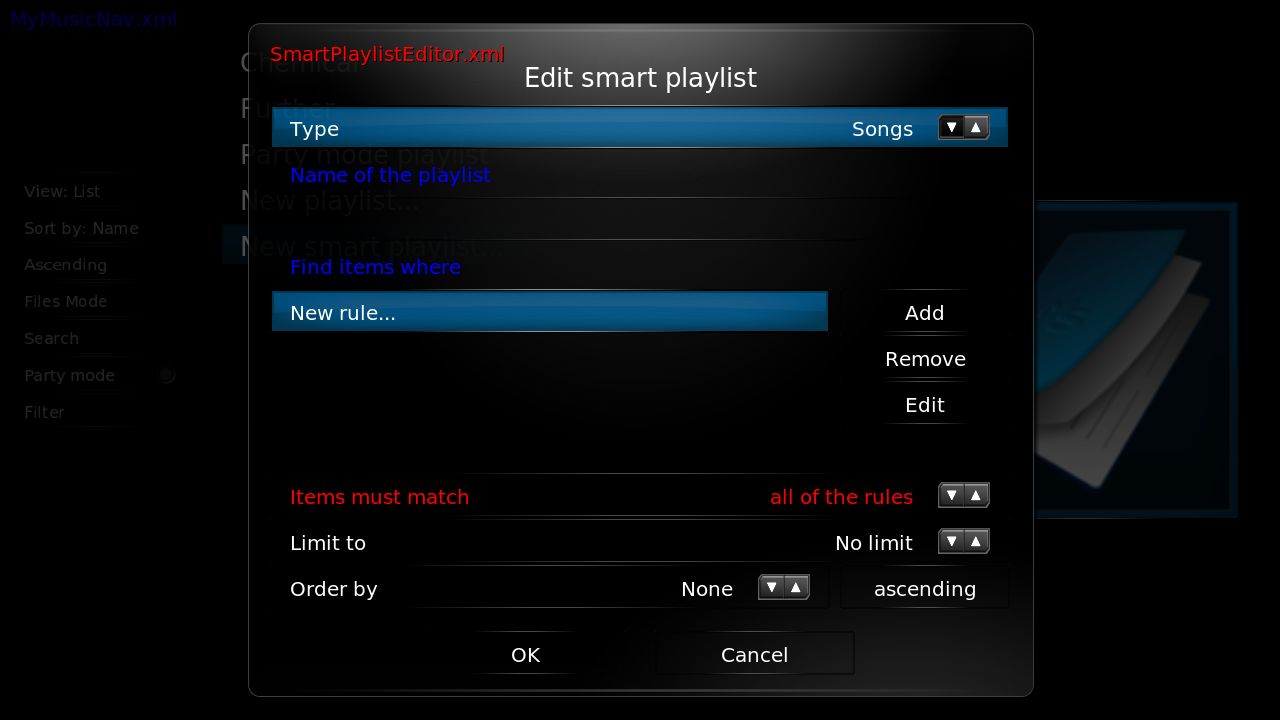 MyMusicNav.xml
SmartPlaylistEditor.xml
Chemical
Edit smart playlist
Further
Type Songs
Party mode playlist
Name of the playlist
View: List
New playlist...
Sort by: Name
New smart playlist...
Ascending
Find items where
Files Mode
New rule... Add
Search
Remove
Party mode
Edit
Filter
Items must match all of the rules
Limit to No limit
Order by None ascending
OK Cancel